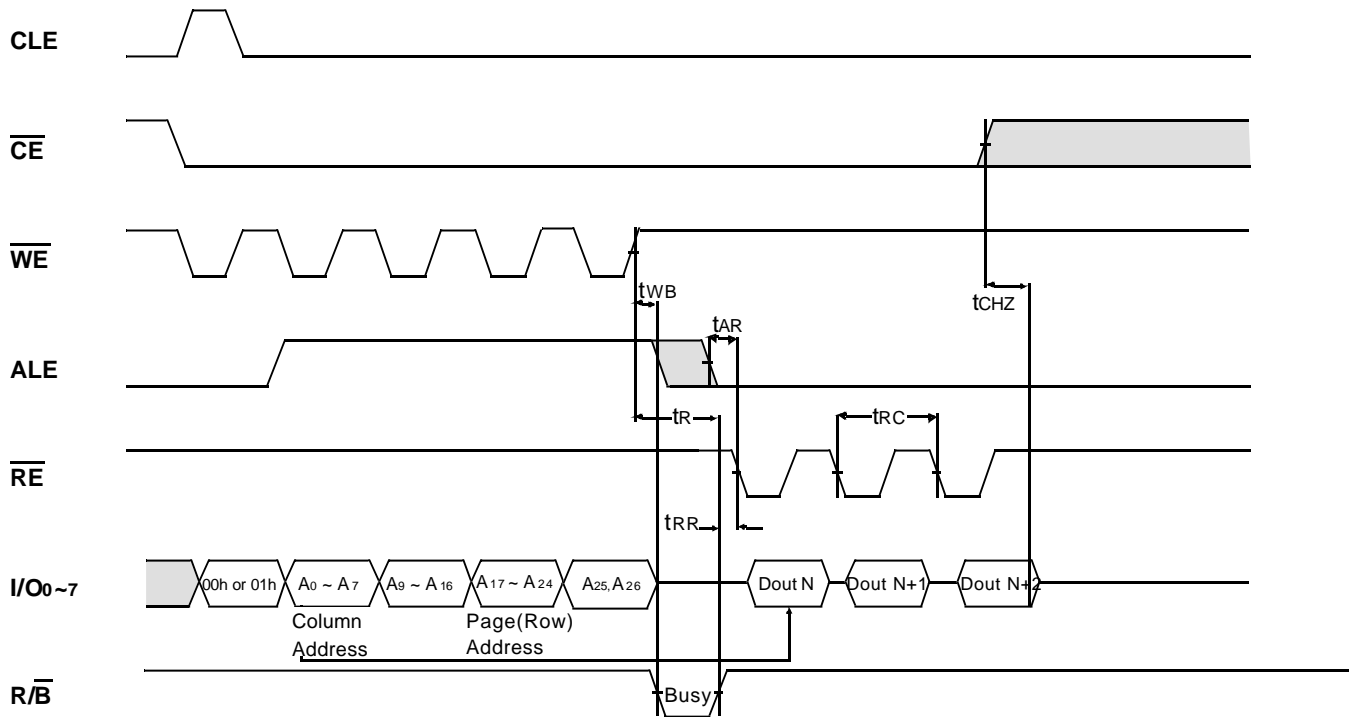 CLE
CE
WE
tWB
tCHZ
tAR
ALE
tR
tRC
RE
tRR
I/O0~7
00h or 01h
A0 ~ A7
A9 ~ A16
A17 ~ A24
A25, A26
Dout N
Dout N+1
Dout N+2
Column
Address
Page(Row)
Address
R/B
Busy